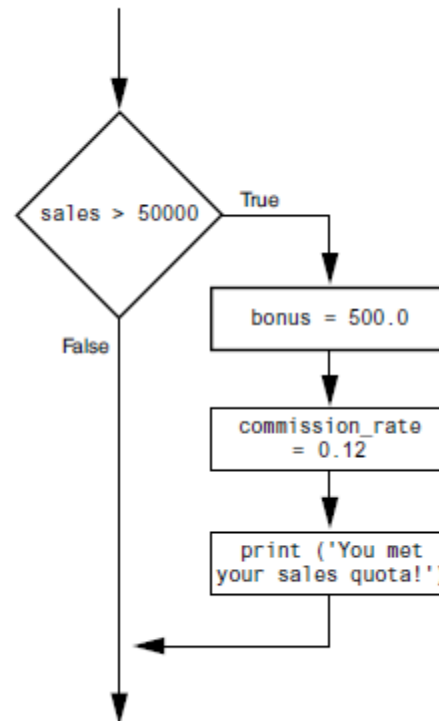 sales > 50000
True
bonus = 500.0
False
commission_rate
= 0.12
print ('You met
your sales quota!')